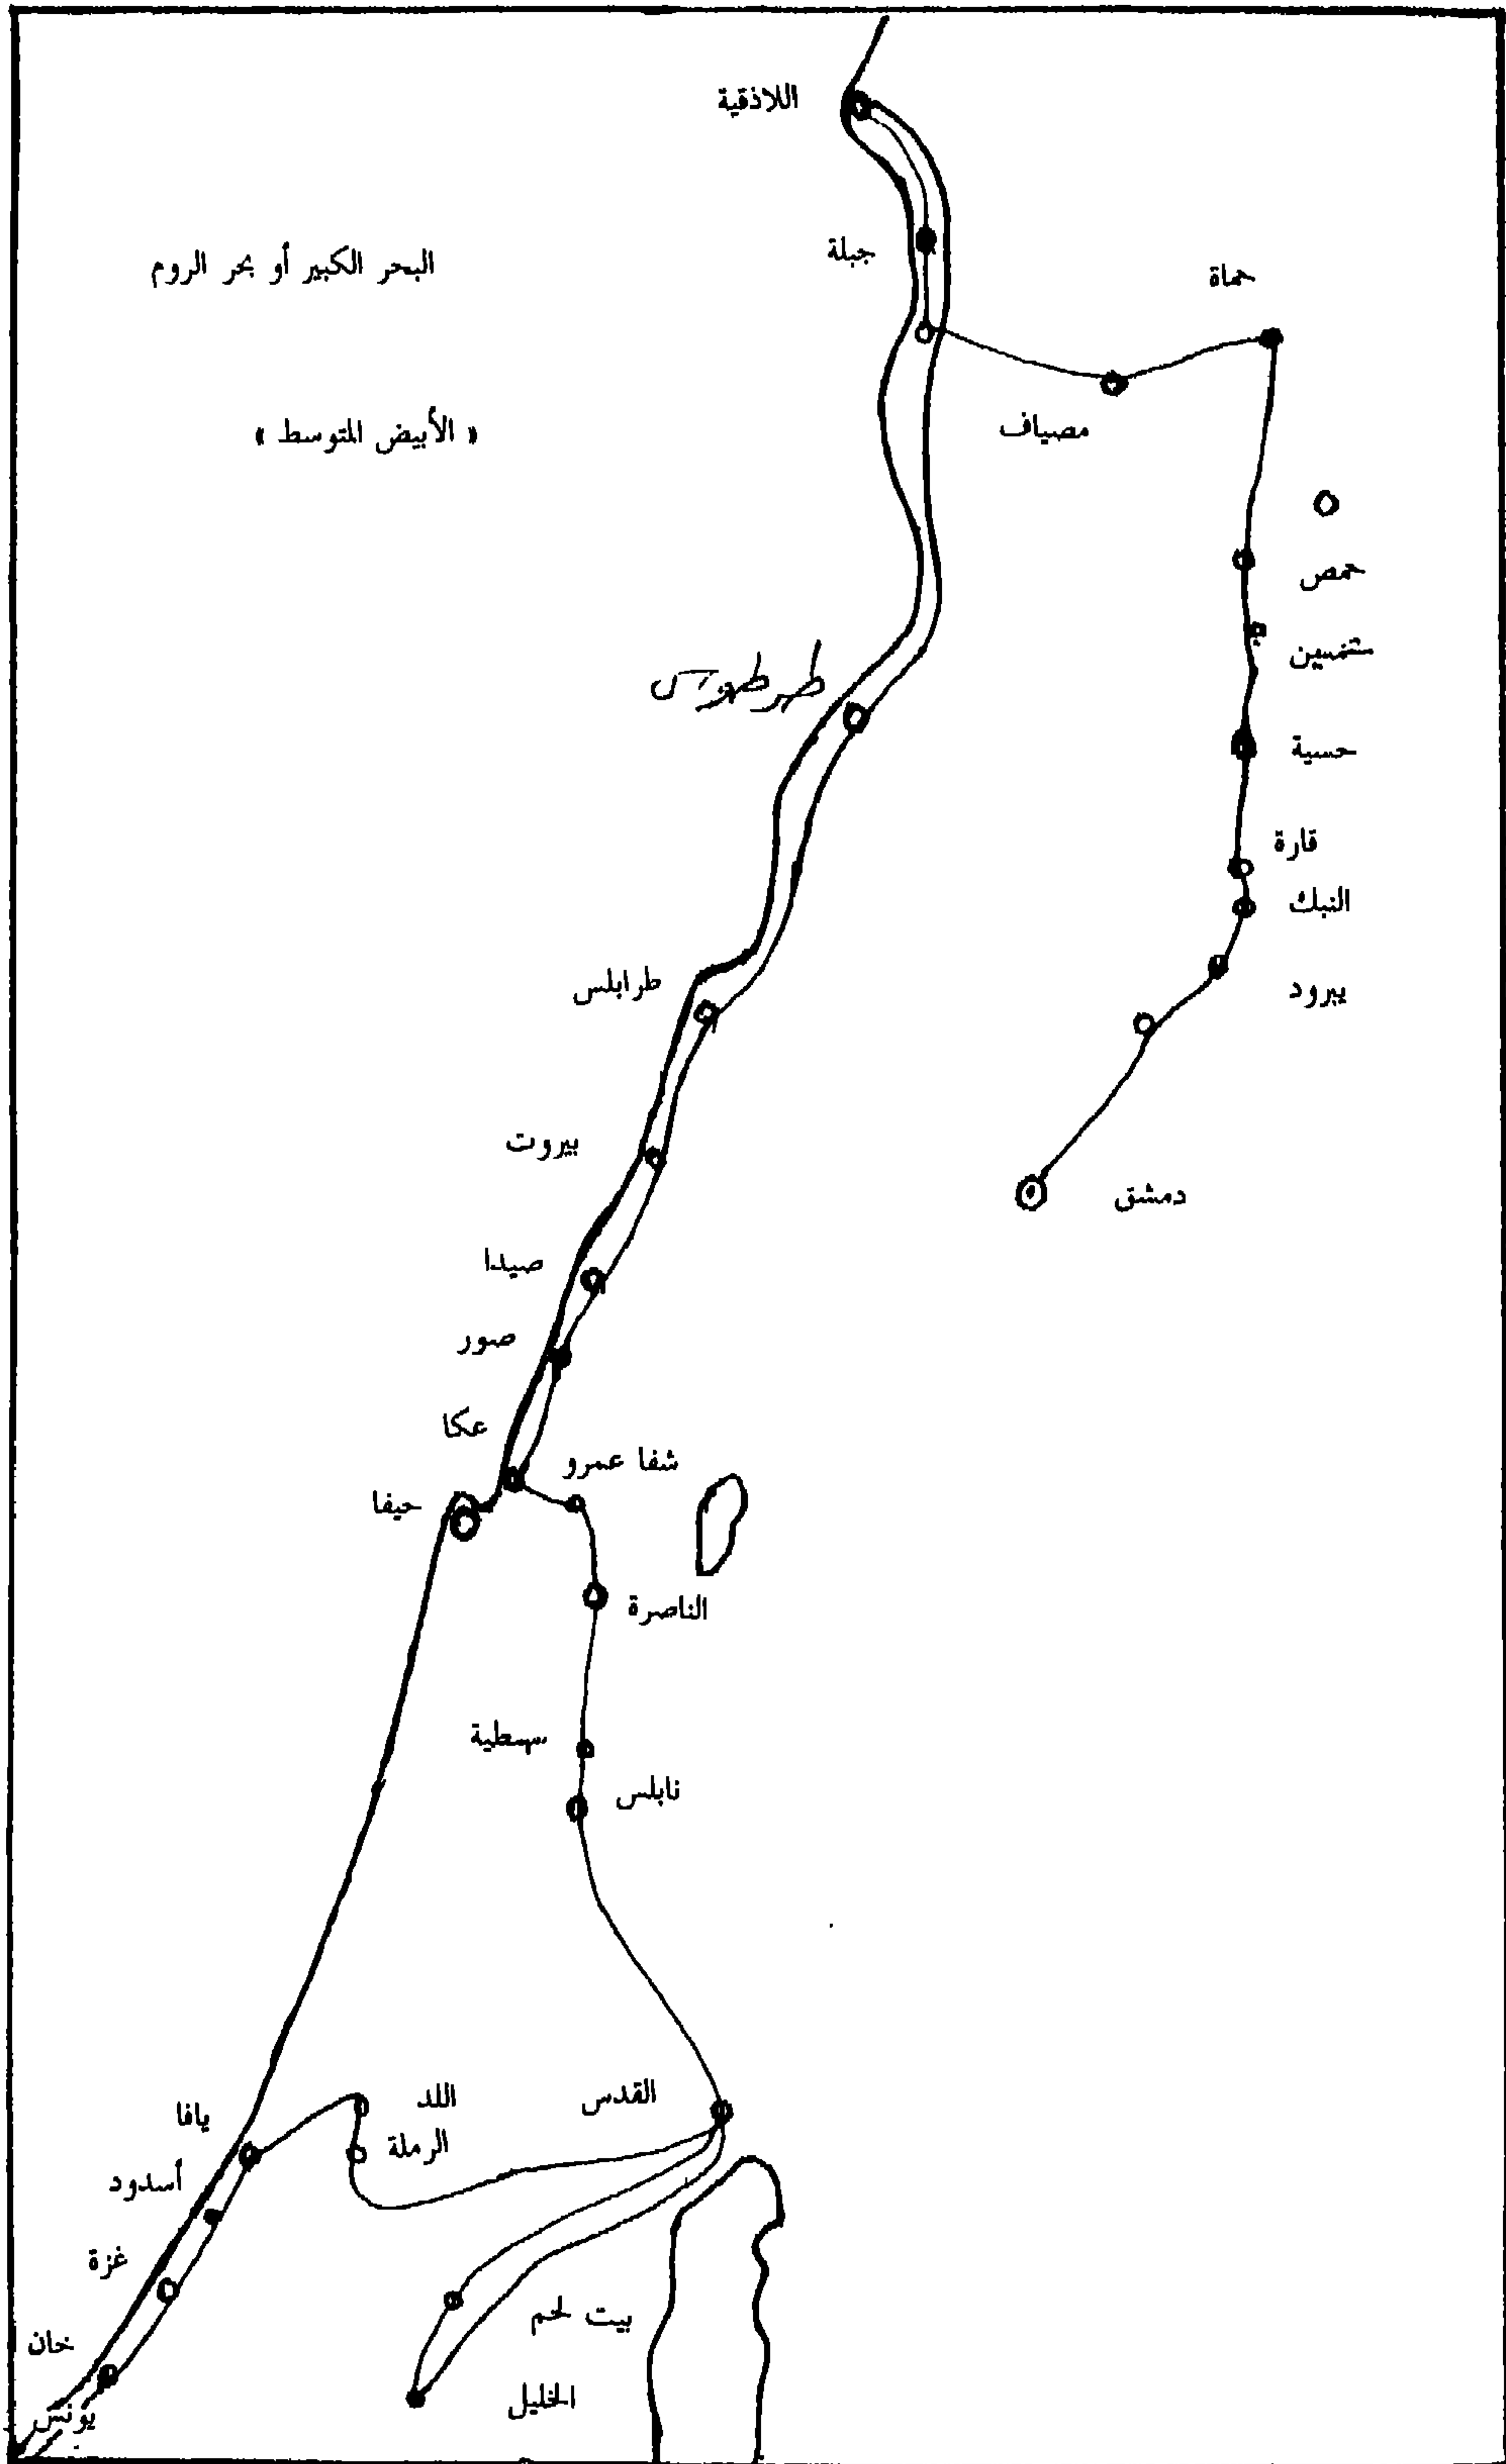 اللاذقية
جبلة
حماة
البحر الكبير أو بحر الروم
« الأبيض المتوسط »
مصياف
حمص
حسية
طرطوس
قارة
النبك
يبرود
طرابلس
بيروت
دمشق
صيدا
صور
عكا
شفا عمرو
حيفا
الناصرة
نابلس
القدس
اللد
الرملة
يافا
أسدود
غزة
بيت لحم
خان
يونس
الخليل